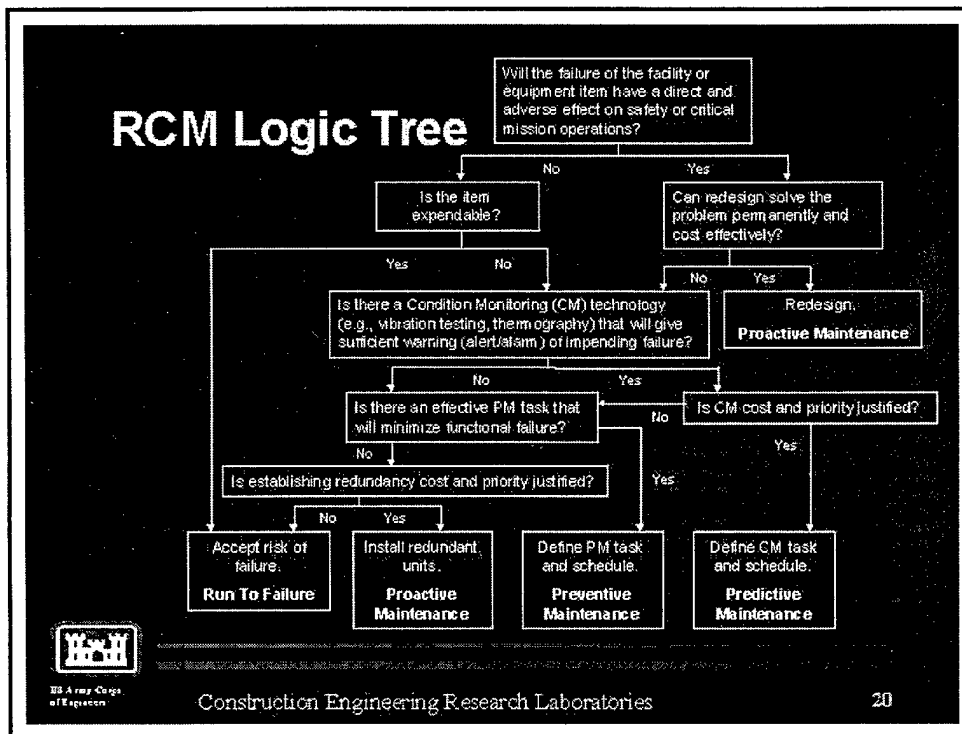 Will the failure of the facility or
equipment item have a direct and
adverse effect on safety or critical
mission operations?
RCM Logic Tree
No
Yes
Is the item
expendable?
Can redesign solve the
problem permanently and
cost effectively?
Yes
No
No
Yes
Is there a Condition Monitoring (CM) technology
(e.g., vibration testing, thermography) that will give
sufficient warning (alert/alarm) of impending failure?
Redesign.
Proactive Maintenance
No
Yes
Is there an effective PM task that
will minimize functional failure?
No
Is CM cost and priority justified?
No
Yes
Yes
Is establishing redundancy cost and priority justified?
No
Yes
Accept risk of
failure.
Run To Failure
Install redundant
units.
Proactive
Maintenance
Define PM task
and schedule.
Preventive
Maintenance
Define CM task
and schedule.
Predictive
Maintenance
US Army Corps
of Engineers
Construction Engineering Research Laboratories
20